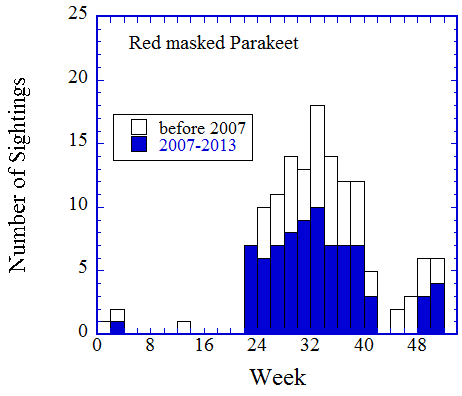 25
Red masked Parakeet
20
15
before 2007
2007-2013
10
5
0
0 8 16 24 32 40 48
Number of Sightings
Week